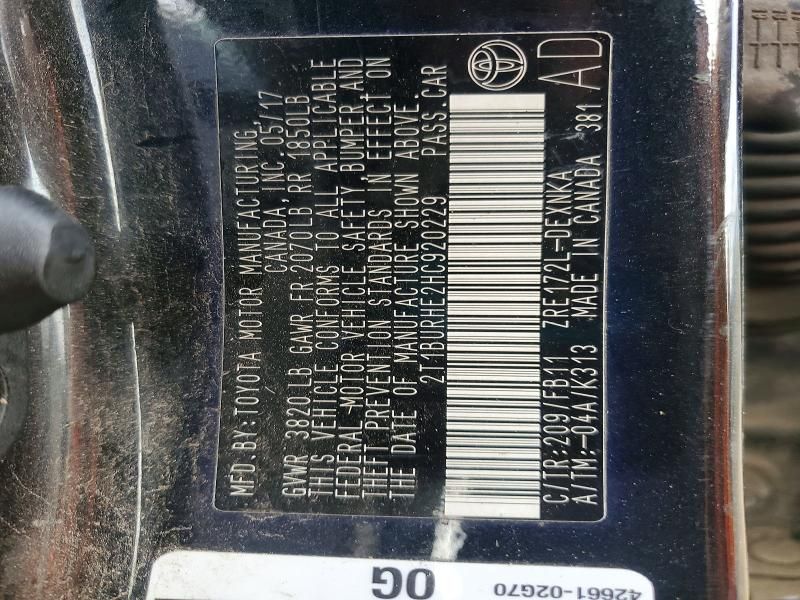 MFD. BY: TOYOTA MOTOR MANUFACTURING
CANADA, INC. 05/17
GVWR 3820LB GAWR FR 2070LB RR 1850LB
THIS VEHICLE CONFORMS TO ALL APPLICABLE
FEDERAL MOTOR VEHICLE SAFETY, BUMPER, AND
THEFT PREVENTION STANDARDS IN EFFECT ON
THE DATE OF MANUFACTURE SHOWN ABOVE.
2T1BURHE2HC920229 PASS. CAR
C/TR:209/FB11 ZRE172L-DEXNKA
A/TM:-04A/K313 MADE IN CANADA 381
AD
0G
42661-02G70